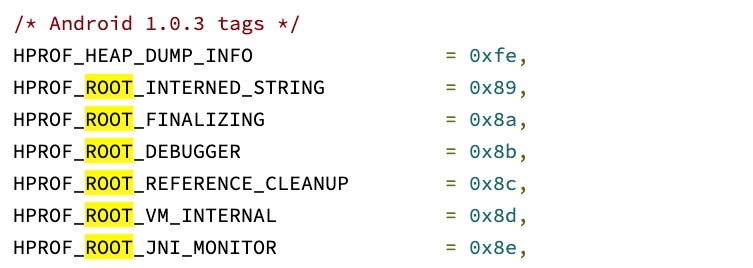 /* Android 1.0.3 tags */
HPROF_HEAP_DUMP_INFO = 0xfe,
HPROF_ROOT_INTERNED_STRING = 0x89,
HPROF_ROOT_FINALIZING = 0x8a,
HPROF_ROOT_DEBUGGER = 0x8b,
HPROF_ROOT_REFERENCE_CLEANUP = 0x8c,
HPROF_ROOT_VM_INTERNAL = 0x8d,
HPROF_ROOT_JNI_MONITOR = 0x8e,